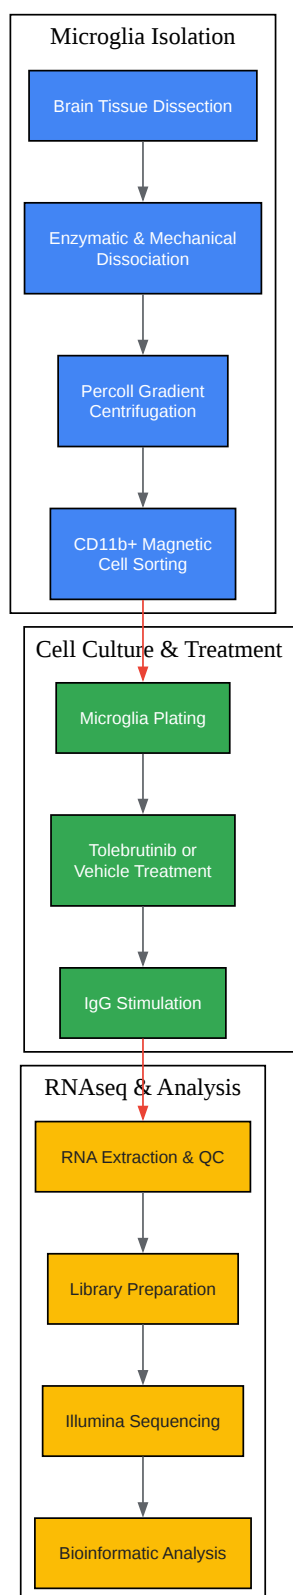 Microglia Isolation
Brain Tissue Dissection
Enzymatic & Mechanical
Dissociation
Percoll Gradient
Centrifugation
CD11b+ Magnetic
Cell Sorting
Cell Culture & Treatment
Microglia Plating
Tolebrutinib or
Vehicle Treatment
IgG Stimulation
RNAseq & Analysis
RNA Extraction & QC
Library Preparation
Illumina Sequencing
Bioinformatic Analysis